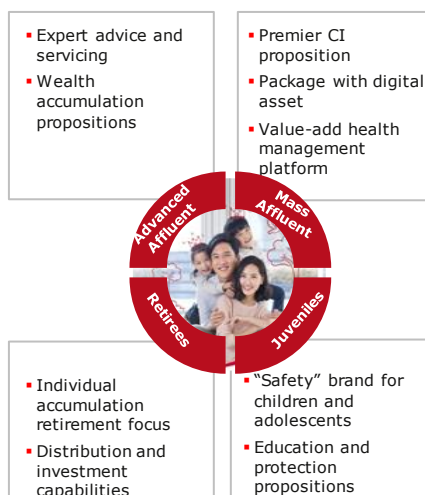 ▪ Expert advice and
servicing
▪ Wealth
accumulation
propositions
▪ Premier CI
proposition
▪ Package with digital
asset
▪ Value-add health
management
platform
Advanced
Affluent
Mass
Affluent
Retirees
Juveniles
▪ Individual
accumulation
retirement focus
▪ Distribution and
investment
capabilities
▪ “Safety” brand for
children and
adolescents
▪ Education and
protection
propositions